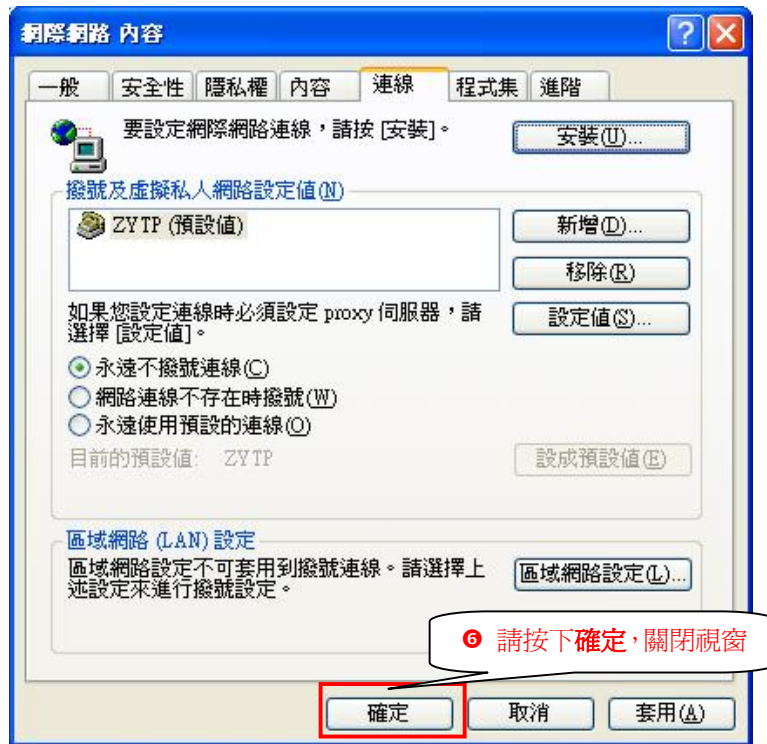 網際網路 內容
一般 安全性 隱私權 內容 連線 程式集 進階
要設定網際網路連線，請按 [安裝]。
安裝(U)...
撥號及虛擬私人網路設定值(N)
ZYTP (預設值)
新增(D)...
移除(R)
如果您設定連線時必須設定 proxy 伺服器，請
選擇 [設定值]。
設定值(S)...
永遠不撥號連線(C)
網路連線不存在時撥號(W)
永遠使用預設的連線(O)
目前的預設值: ZYTP
設成預設值(E)
區域網路 (LAN) 設定
區域網路設定不可套用到撥號連線。請選擇上
述設定來進行撥號設定。
區域網路設定(L)...
❻ 請按下確定，關閉視窗
確定 取消 套用(A)